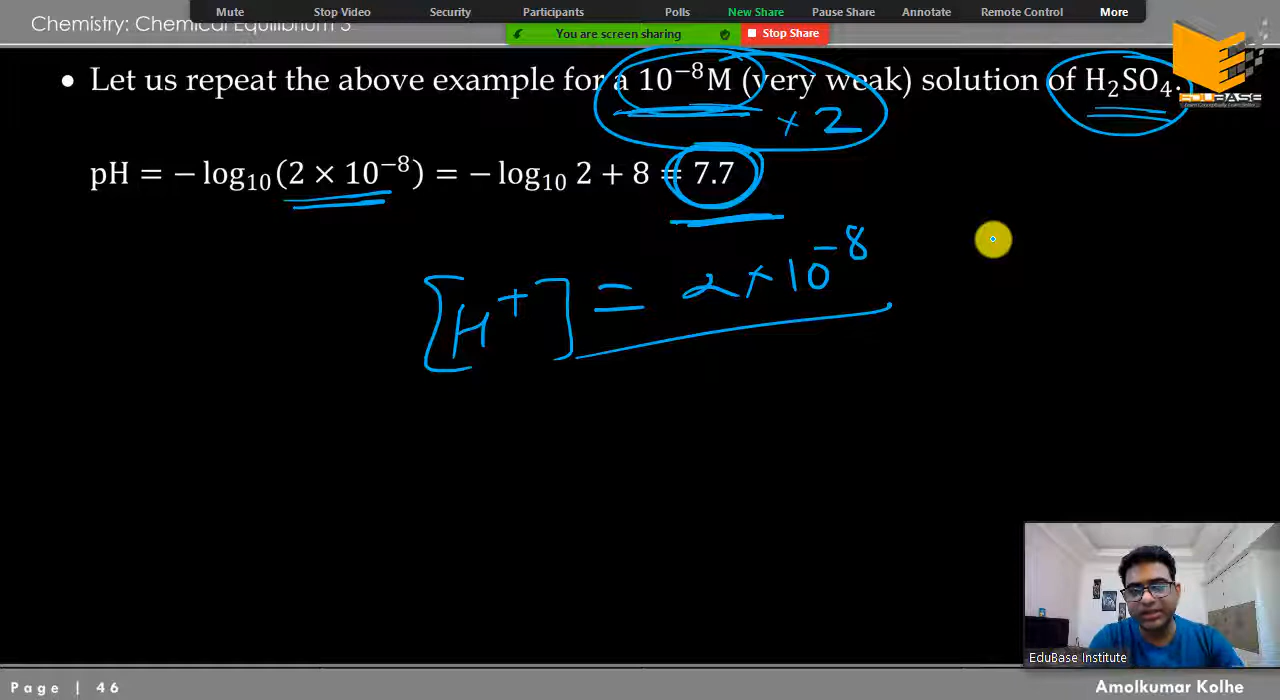 Mute Stop Video Security Participants Polls New Share Pause Share Annotate Remote Control More
You are screen sharing Stop Share
Chemistry: Chemical Equilibrium 3
• Let us repeat the above example for a 10⁻⁸M (very weak) solution of H₂SO₄.
× 2
EDUBASE
pH = −log₁₀(2 × 10⁻⁸) = −log₁₀ 2 + 8 = 7.7
[H⁺] = 2 × 10⁻⁸
EduBase Institute
Page | 46
Amolkumar Kolhe